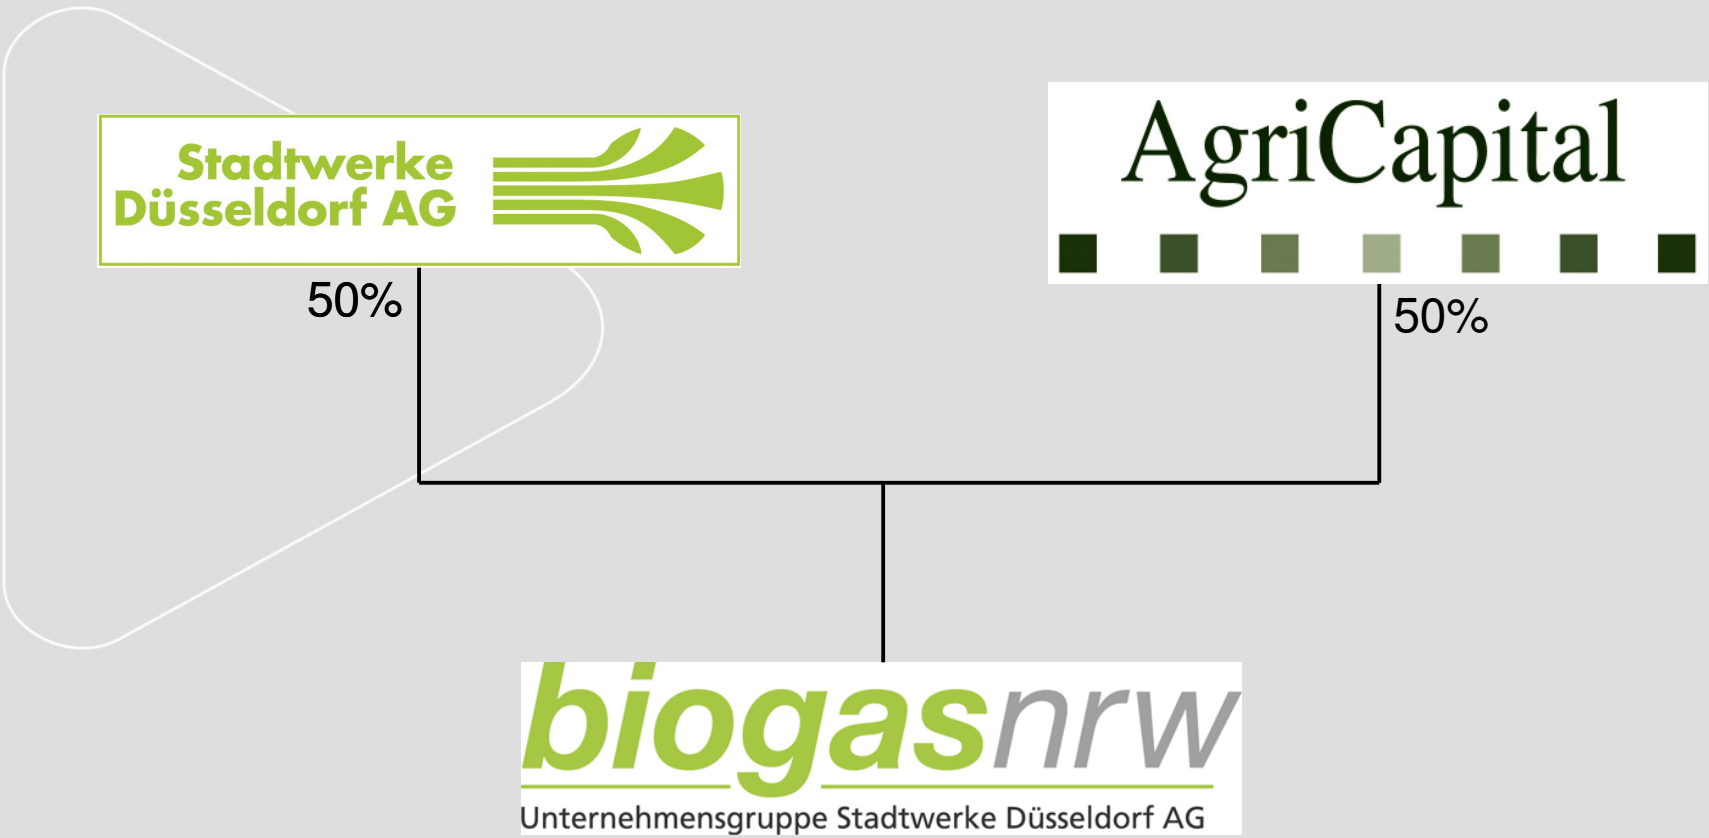 Stadtwerke
Düsseldorf AG
AgriCapital
50%
50%
biogasnrw
Unternehmensgruppe Stadtwerke Düsseldorf AG